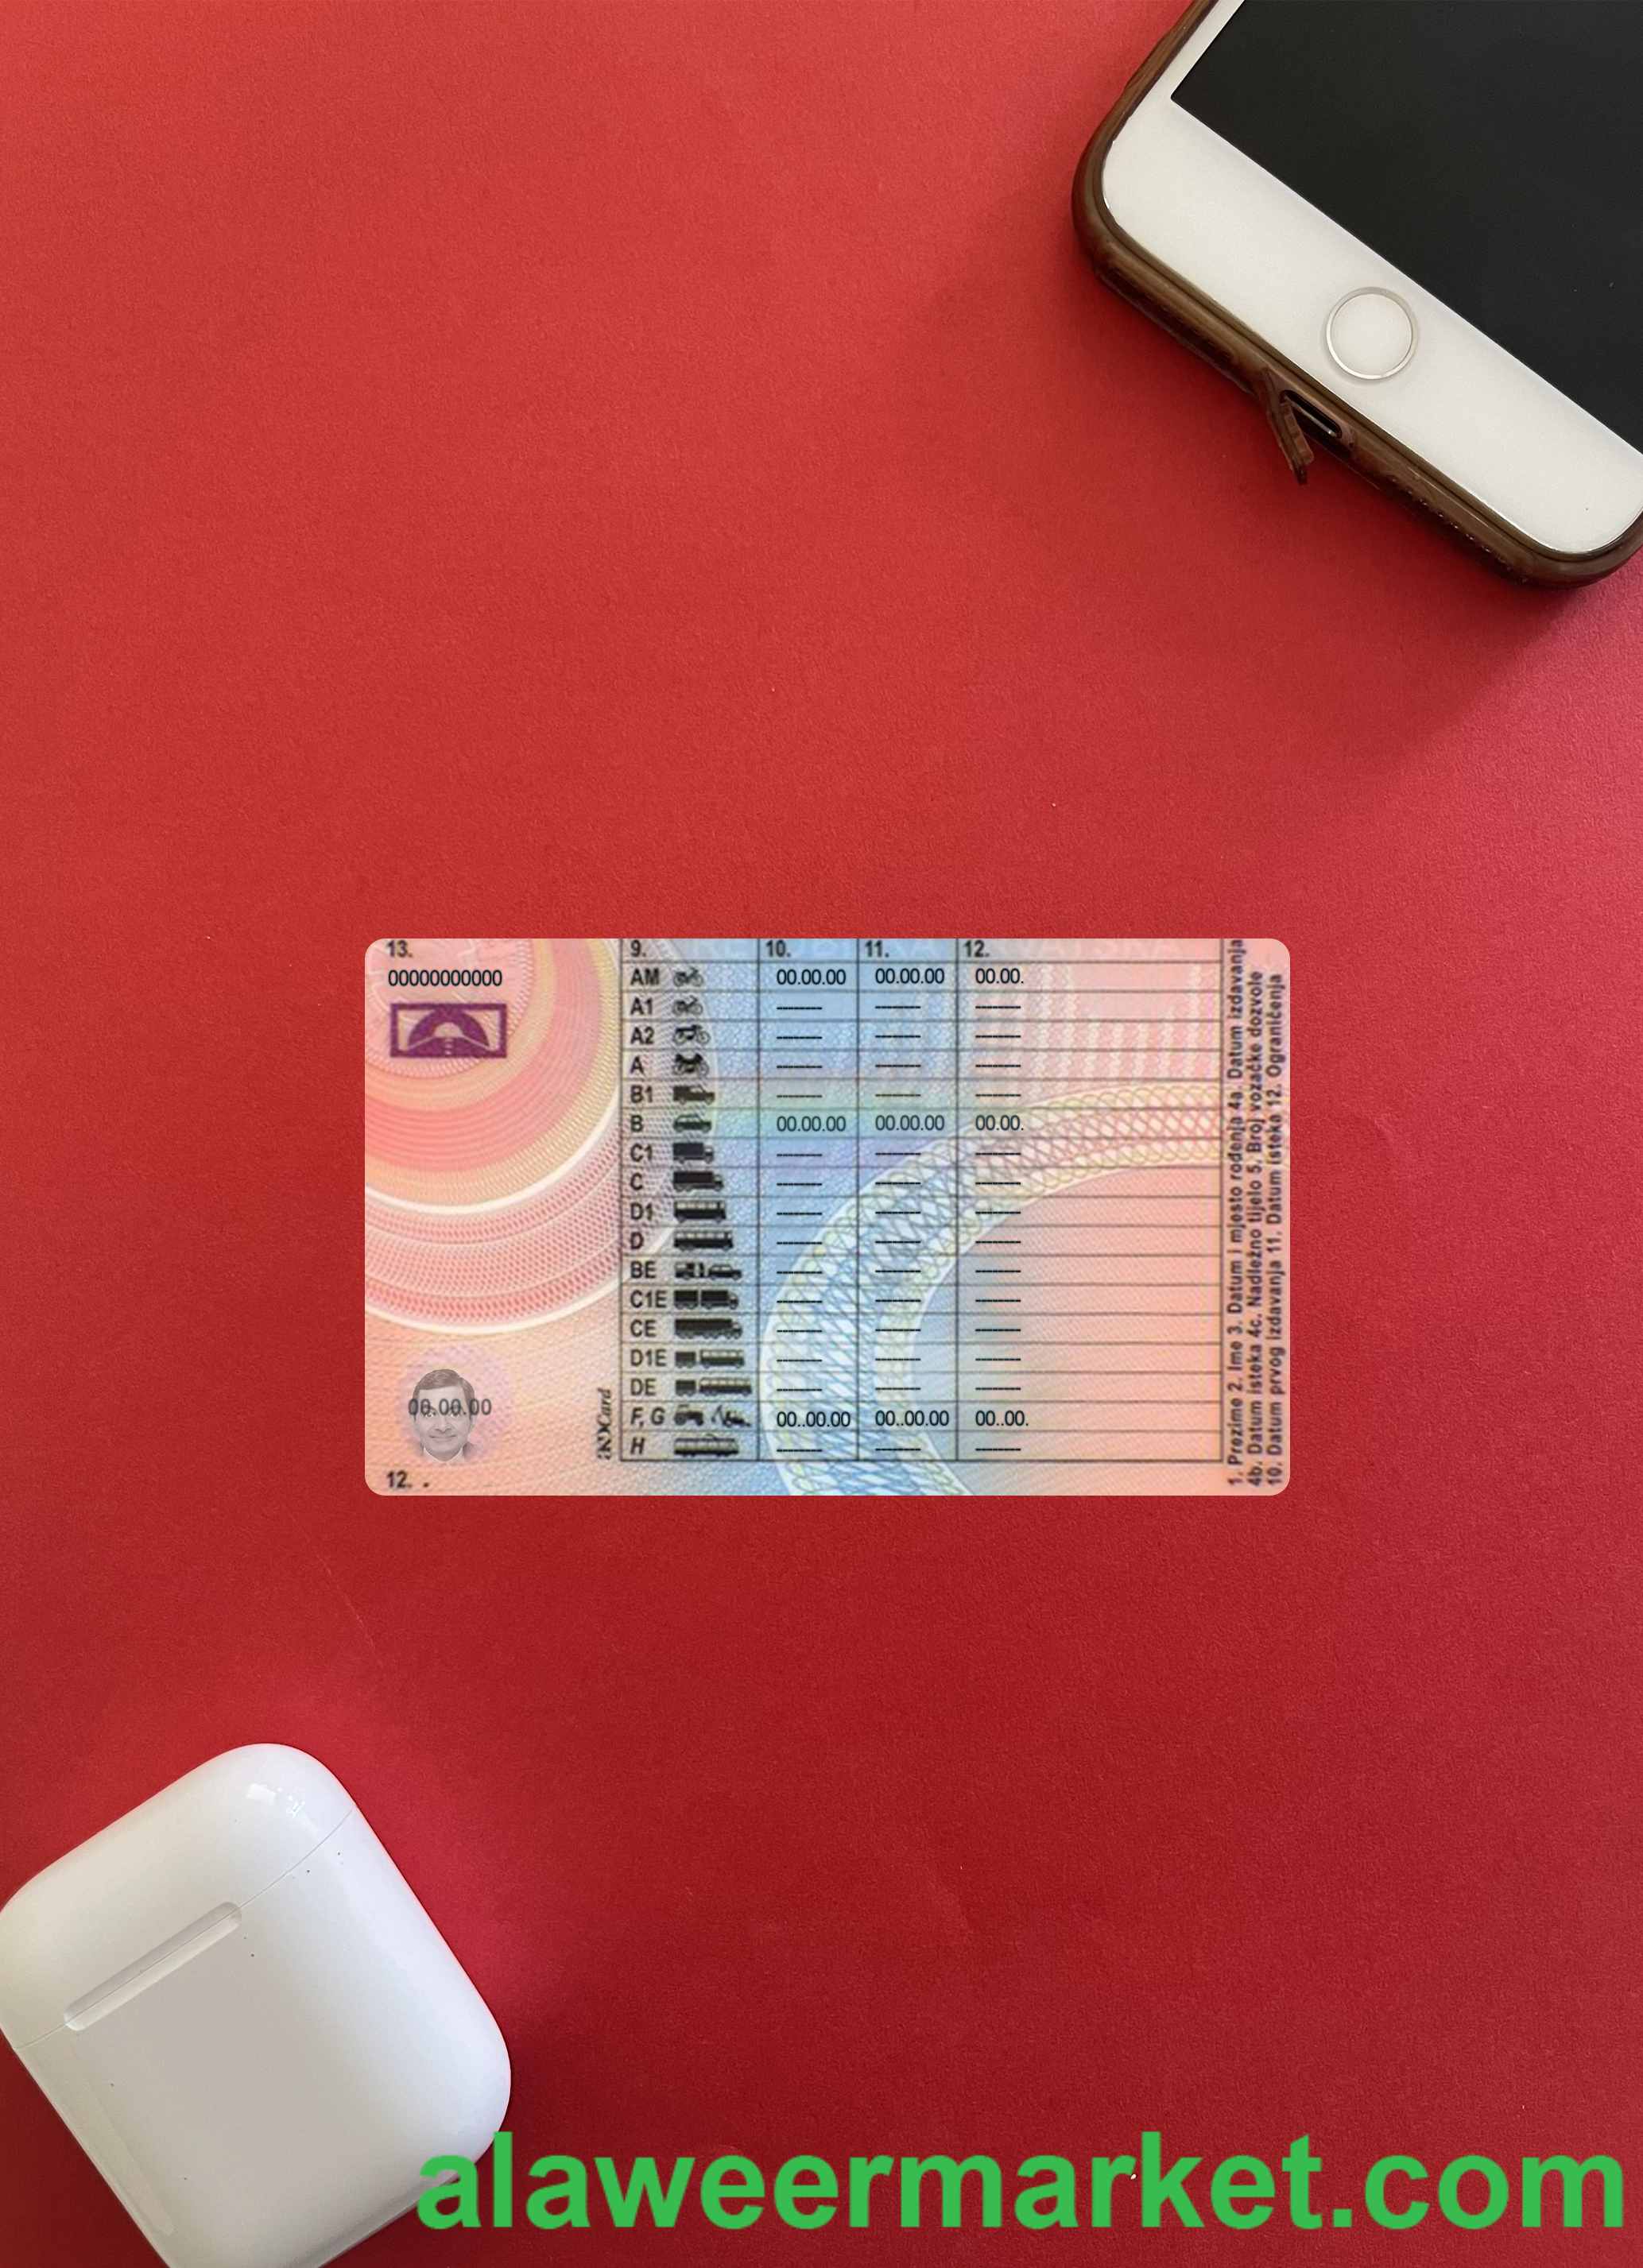 13.
00000000000
9. 10. 11. 12.
AM 00.00.00 00.00.00 00.00.
A1 ------- ------- -------
A2 ------- ------- -------
A ------- ------- -------
B1 ------- ------- -------
B 00.00.00 00.00.00 00.00.
C1 ------- ------- -------
C ------- ------- -------
D1 ------- ------- -------
D ------- ------- -------
BE ------- ------- -------
C1E ------- ------- -------
CE ------- ------- -------
D1E ------- ------- -------
DE ------- ------- -------
F, G 00..00.00 00..00.00 00..00.
H ------- ------- -------
00.00.00
12. .
1. Prezime 2. Ime 3. Datum i mjesto rođenja 4a. Datum izdavanja
4b. Datum isteka 4c. Nadležno tijelo 5. Broj vozačke dozvole
10. Datum prvog izdavanja 11. Datum isteka 12. Ograničenja
alaweermarket.com